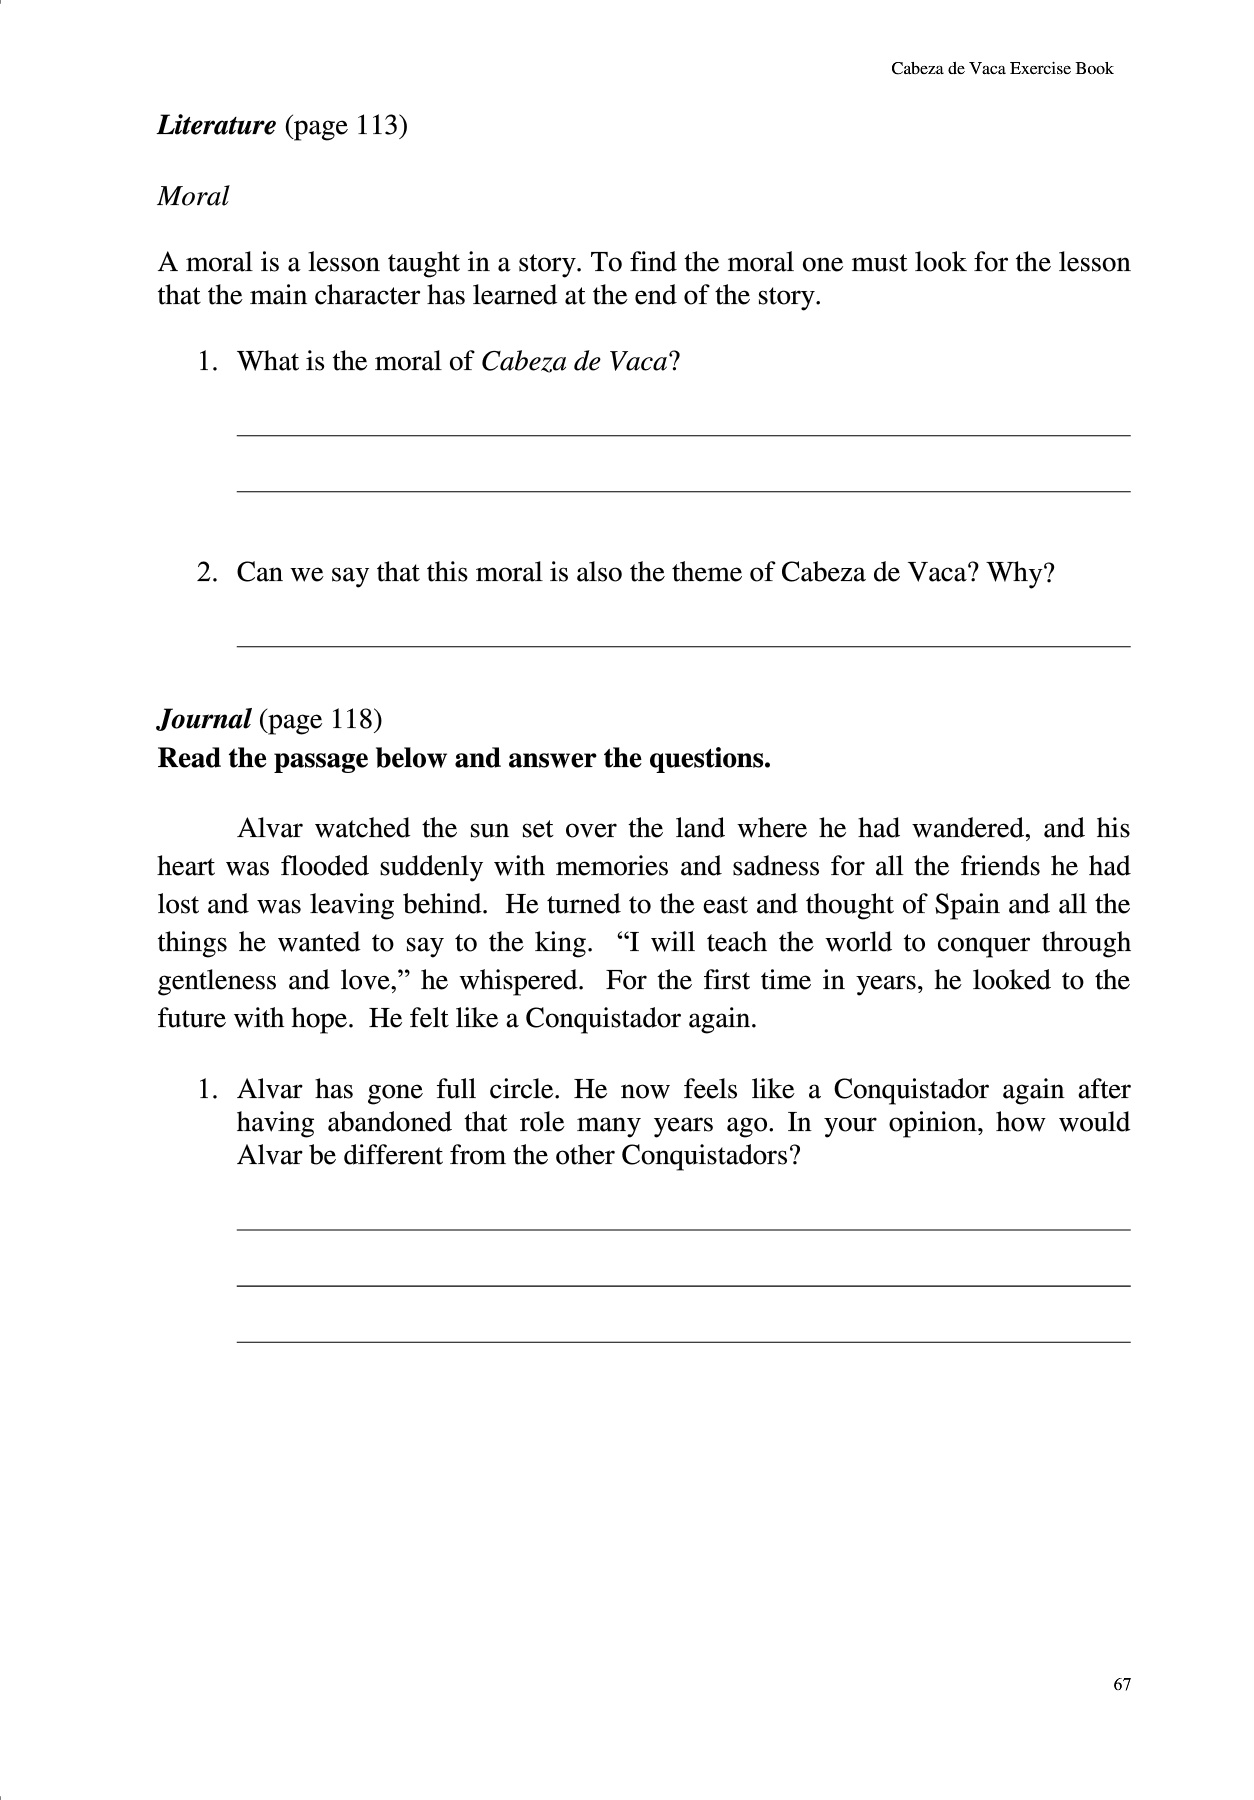 Cabeza de Vaca Exercise Book
Literature (page 113)
Moral
A moral is a lesson taught in a story. To find the moral one must look for the lesson
that the main character has learned at the end of the story.
1. What is the moral of Cabeza de Vaca?
2. Can we say that this moral is also the theme of Cabeza de Vaca? Why?
Journal (page 118)
Read the passage below and answer the questions.
Alvar watched the sun set over the land where he had wandered, and his
heart was flooded suddenly with memories and sadness for all the friends he had
lost and was leaving behind.  He turned to the east and thought of Spain and all the
things he wanted to say to the king.  “I will teach the world to conquer through
gentleness and love,” he whispered.  For the first time in years, he looked to the
future with hope.  He felt like a Conquistador again.
1. Alvar has gone full circle. He now feels like a Conquistador again after
having abandoned that role many years ago. In your opinion, how would
Alvar be different from the other Conquistadors?
67